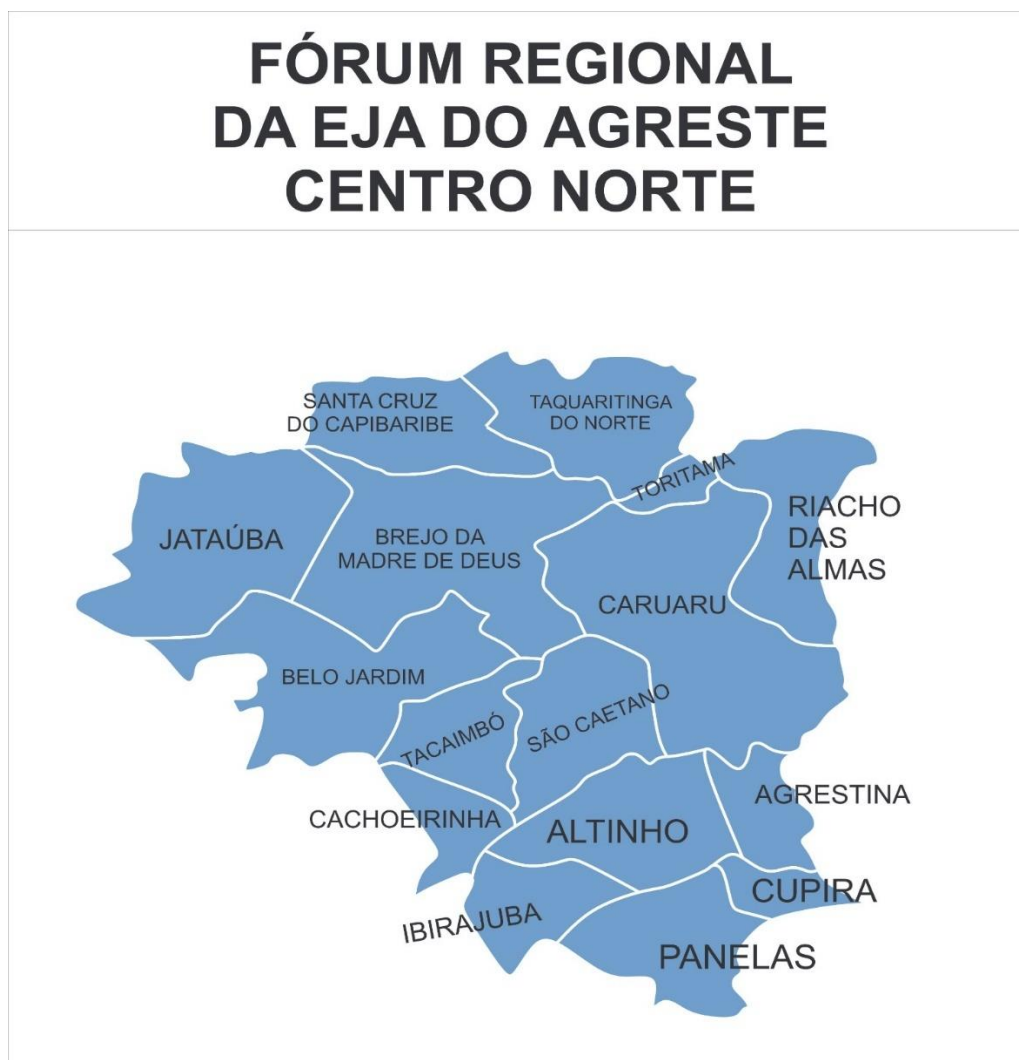 FÓRUM REGIONAL
DA EJA DO AGRESTE
CENTRO NORTE
SANTA CRUZ
DO CAPIBARIBE
TAQUARITINGA
DO NORTE
TORITAMA
RIACHO
DAS
ALMAS
JATAÚBA
BREJO DA
MADRE DE DEUS
CARUARU
BELO JARDIM
TACAIMBÓ
SÃO CAETANO
AGRESTINA
CACHOEIRINHA
ALTINHO
CUPIRA
IBIRAJUBA
PANELAS